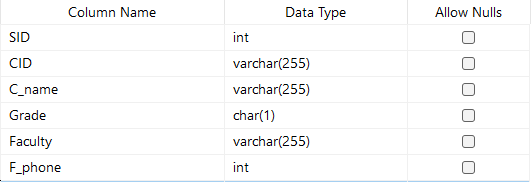 Column Name Data Type Allow Nulls
SID int
CID varchar(255)
C_name varchar(255)
Grade char(1)
Faculty varchar(255)
F_phone int